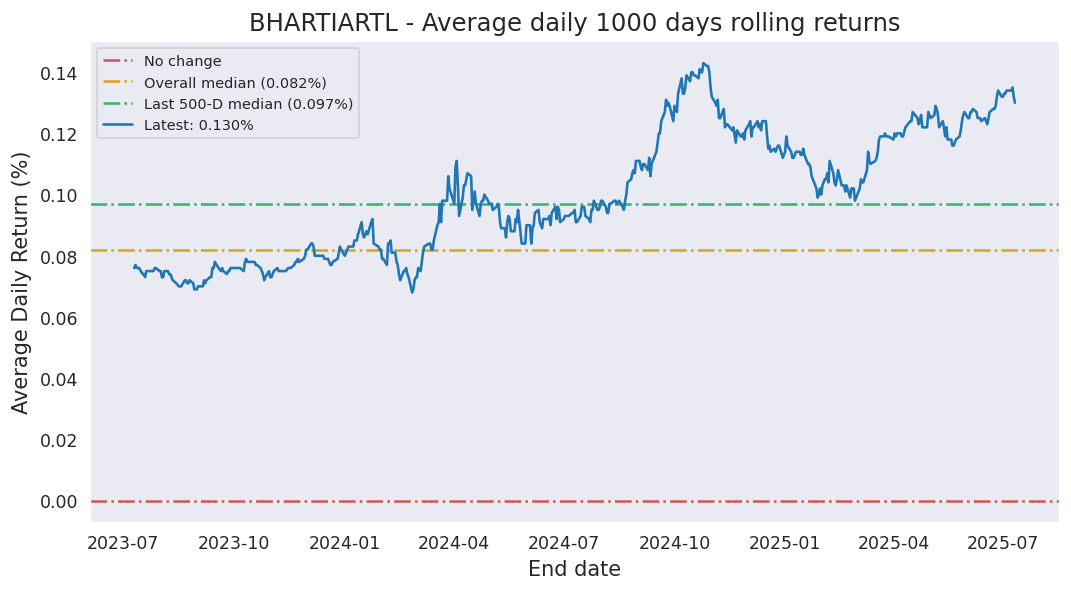 BHARTIARTL - Average daily 1000 days rolling returns
No change
Overall median (0.082%)
Last 500-D median (0.097%)
Latest: 0.130%
Average Daily Return (%)
0.14
0.12
0.10
0.08
0.06
0.04
0.02
0.00
2023-07 2023-10 2024-01 2024-04 2024-07 2024-10 2025-01 2025-04 2025-07
End date